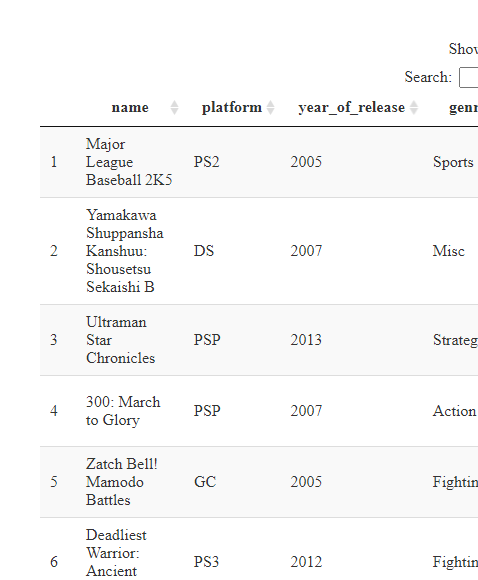 Show
Search:
name platform year_of_release genr
1 Major League Baseball 2K5 PS2 2005 Sports
2 Yamakawa Shuppansha Kanshuu: Shousetsu Sekaishi B DS 2007 Misc
3 Ultraman Star Chronicles PSP 2013 Strateg
4 300: March to Glory PSP 2007 Action
5 Zatch Bell! Mamodo Battles GC 2005 Fightin
6 Deadliest Warrior: Ancient PS3 2012 Fightin